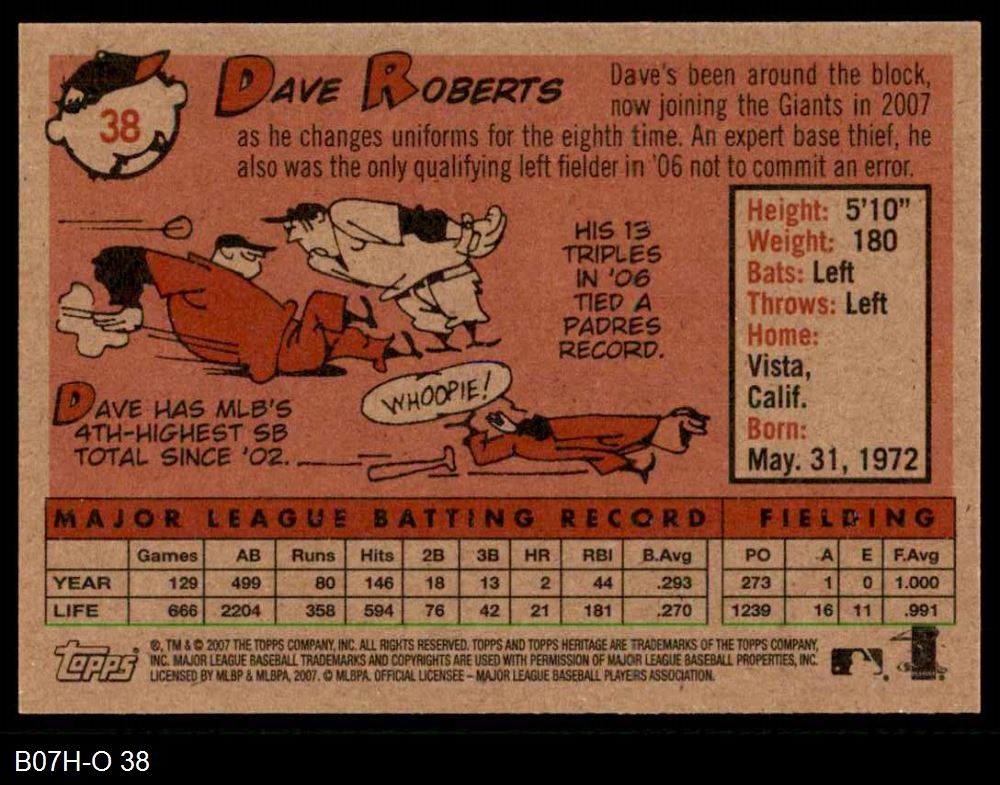 38
DAVE ROBERTS
Dave's been around the block,
now joining the Giants in 2007
as he changes uniforms for the eighth time. An expert base thief, he
also was the only qualifying left fielder in '06 not to commit an error.
HIS 13
TRIPLES
IN '06
TIED A
PADRES
RECORD.
Height: 5'10"
Weight: 180
Bats: Left
Throws: Left
Home:
Vista,
Calif.
Born:
May. 31, 1972
WHOOPIE!
DAVE HAS MLB'S
4TH-HIGHEST SB
TOTAL SINCE '02.
MAJOR LEAGUE BATTING RECORD FIELDING
Games AB Runs Hits 2B 3B HR RBI B.Avg PO A E F.Avg
YEAR 129 499 80 146 18 13 2 44 .293 273 1 0 1.000
LIFE 666 2204 358 594 76 42 21 181 .270 1239 16 11 .991
Topps
®, TM & © 2007 THE TOPPS COMPANY, INC. ALL RIGHTS RESERVED. TOPPS AND TOPPS HERITAGE ARE TRADEMARKS OF THE TOPPS COMPANY,
INC. MAJOR LEAGUE BASEBALL TRADEMARKS AND COPYRIGHTS ARE USED WITH PERMISSION OF MAJOR LEAGUE BASEBALL PROPERTIES, INC.
LICENSED BY MLBP & MLBPA, 2007. © MLBPA. OFFICIAL LICENSEE – MAJOR LEAGUE BASEBALL PLAYERS ASSOCIATION.
B07H-O 38